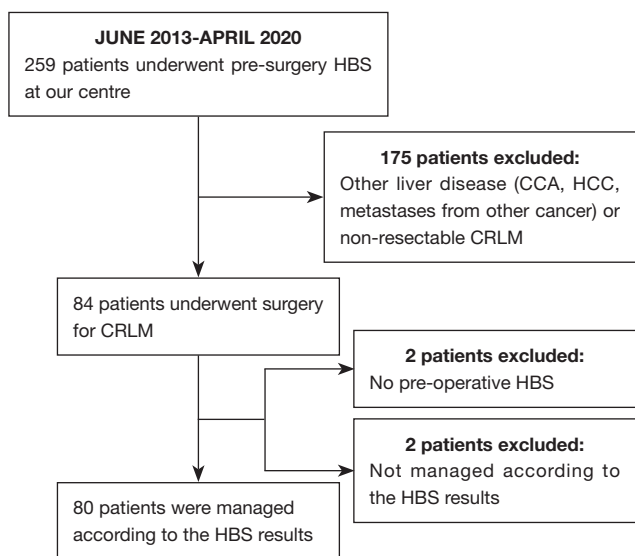 JUNE 2013-APRIL 2020
259 patients underwent pre-surgery HBS
at our centre
175 patients excluded:
Other liver disease (CCA, HCC,
metastases from other cancer) or
non-resectable CRLM
84 patients underwent surgery
for CRLM
2 patients excluded:
No pre-operative HBS
2 patients excluded:
Not managed according to
the HBS results
80 patients were managed
according to the HBS results